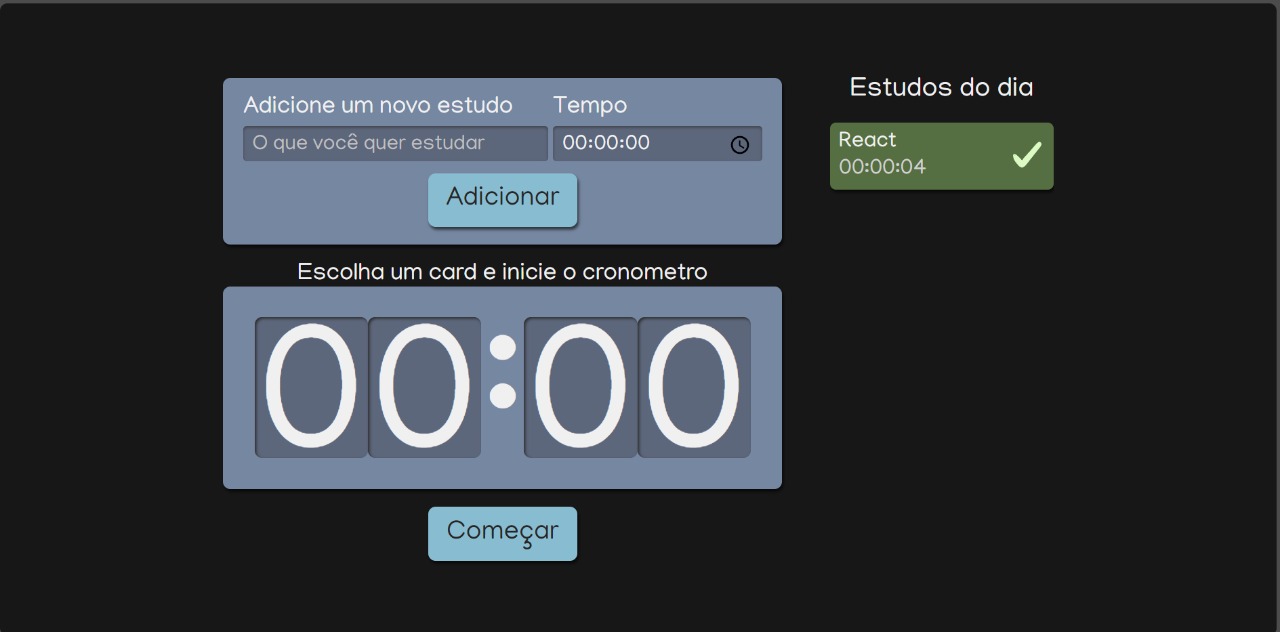 Adicione um novo estudo
Tempo
O que você quer estudar
00:00:00
Adicionar
Escolha um card e inicie o cronometro
00:00
Começar
Estudos do dia
React
00:00:04